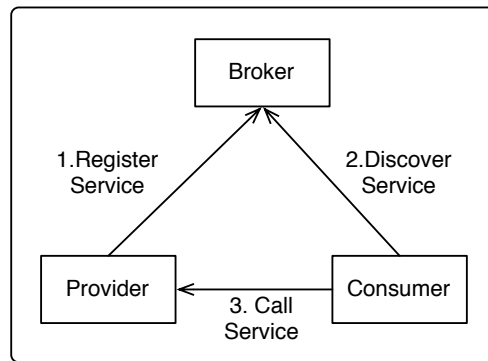 Broker
1.Register
Service
2.Discover
Service
Provider
3. Call
Service
Consumer